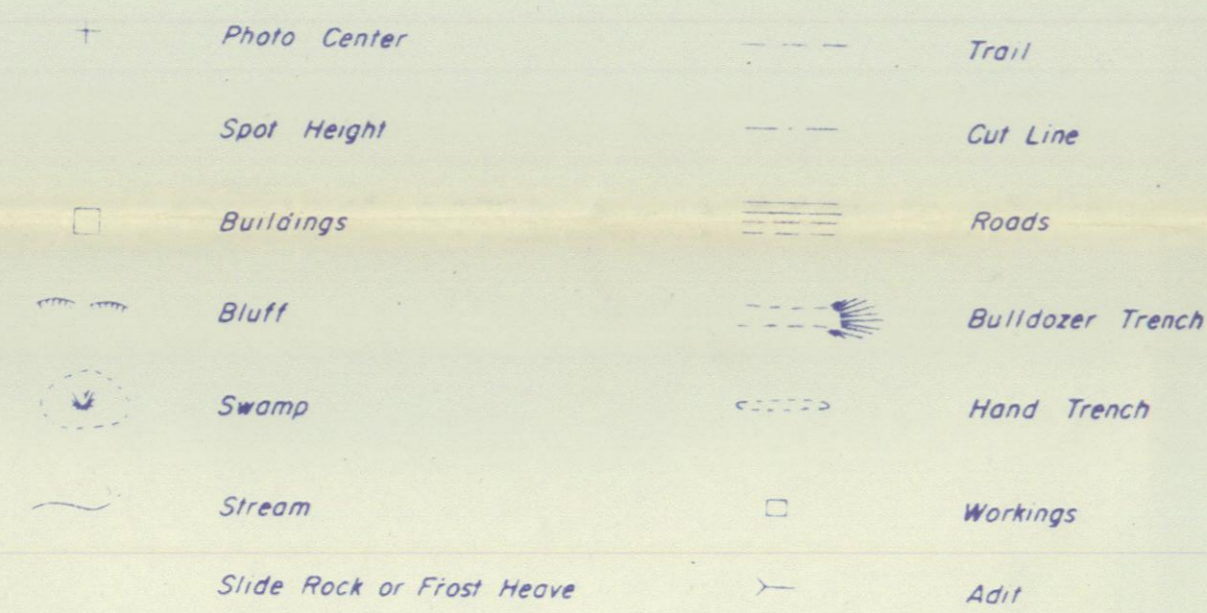 Photo Center
Spot Height
Buildings
Bluff
Swamp
Stream
Slide Rock or Frost Heave
Trail
Cut Line
Roads
Bulldozer Trench
Hand Trench
Workings
Adit